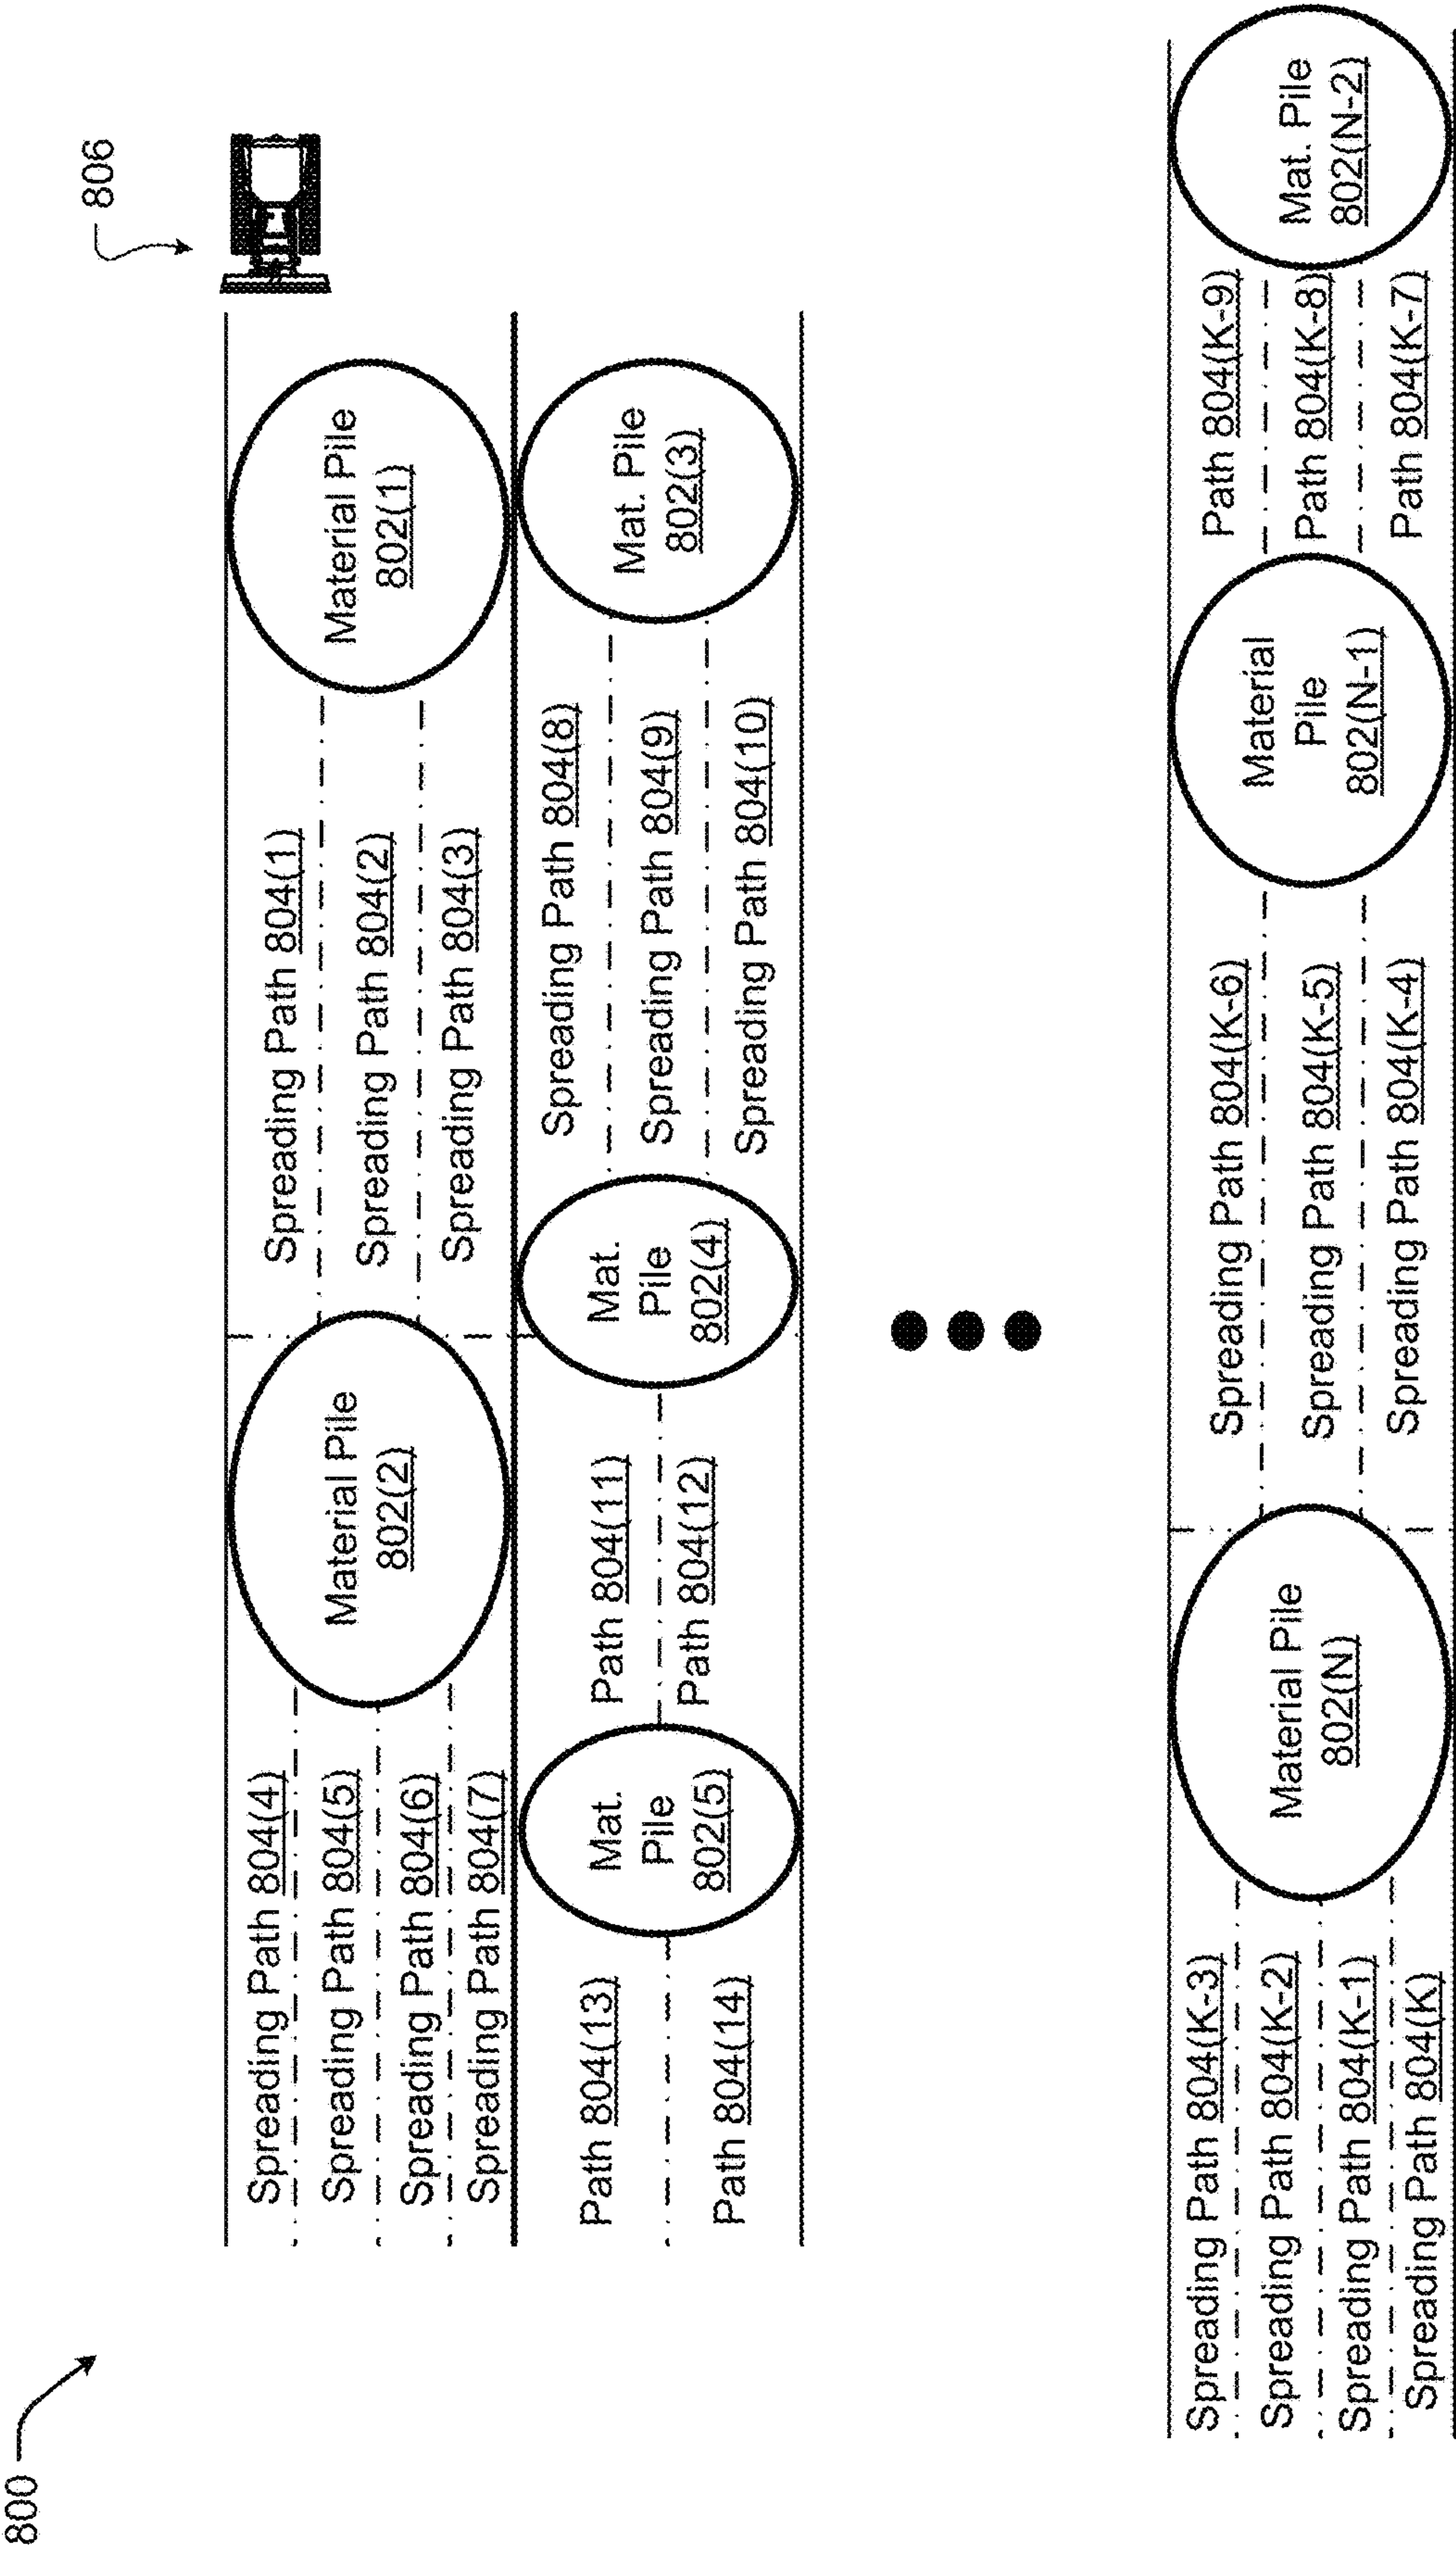 800
806
Spreading Path 804(4)
Spreading Path 804(5)
Spreading Path 804(6)
Spreading Path 804(7)
Material Pile
802(2)
Spreading Path 804(1)
Spreading Path 804(2)
Spreading Path 804(3)
Material Pile
802(1)
Path 804(13)
Path 804(14)
Mat.
Pile
802(5)
Path 804(11)
Path 804(12)
Mat.
Pile
802(4)
Spreading Path 804(8)
Spreading Path 804(9)
Spreading Path 804(10)
Mat. Pile
802(3)
Spreading Path 804(K-3)
Spreading Path 804(K-2)
Spreading Path 804(K-1)
Spreading Path 804(K)
Material Pile
802(N)
Spreading Path 804(K-6)
Spreading Path 804(K-5)
Spreading Path 804(K-4)
Material
Pile
802(N-1)
Path 804(K-9)
Path 804(K-8)
Path 804(K-7)
Mat. Pile
802(N-2)